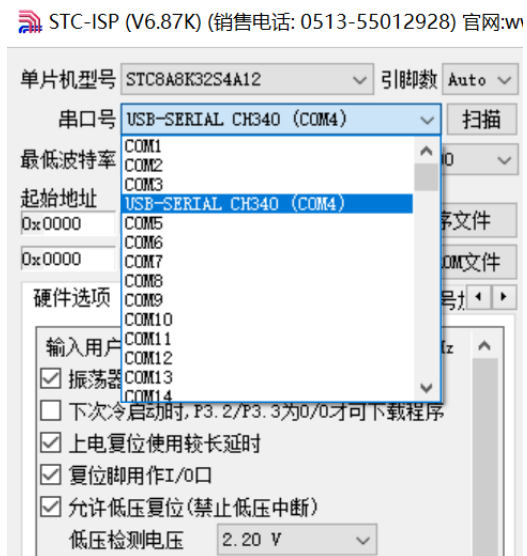 STC-ISP (V6.87K) (销售电话: 0513-55012928) 官网:w
单片机型号 STC8A8K32S4A12 引脚数 Auto
串口号 USB-SERIAL CH340 (COM4) 扫描
最低波特率
COM1
COM2
COM3
USB-SERIAL CH340 (COM4)
COM5
COM6
COM7
COM8
COM9
COM10
COM11
COM12
COM13
COM14
起始地址
0x0000 序文件
0x0000 OM文件
硬件选项
输入用户 Hz
振荡器
下次冷启动时,P3.2/P3.3为0/0才可下载程序
上电复位使用较长延时
复位脚用作I/O口
允许低压复位(禁止低压中断)
低压检测电压 2.20 V